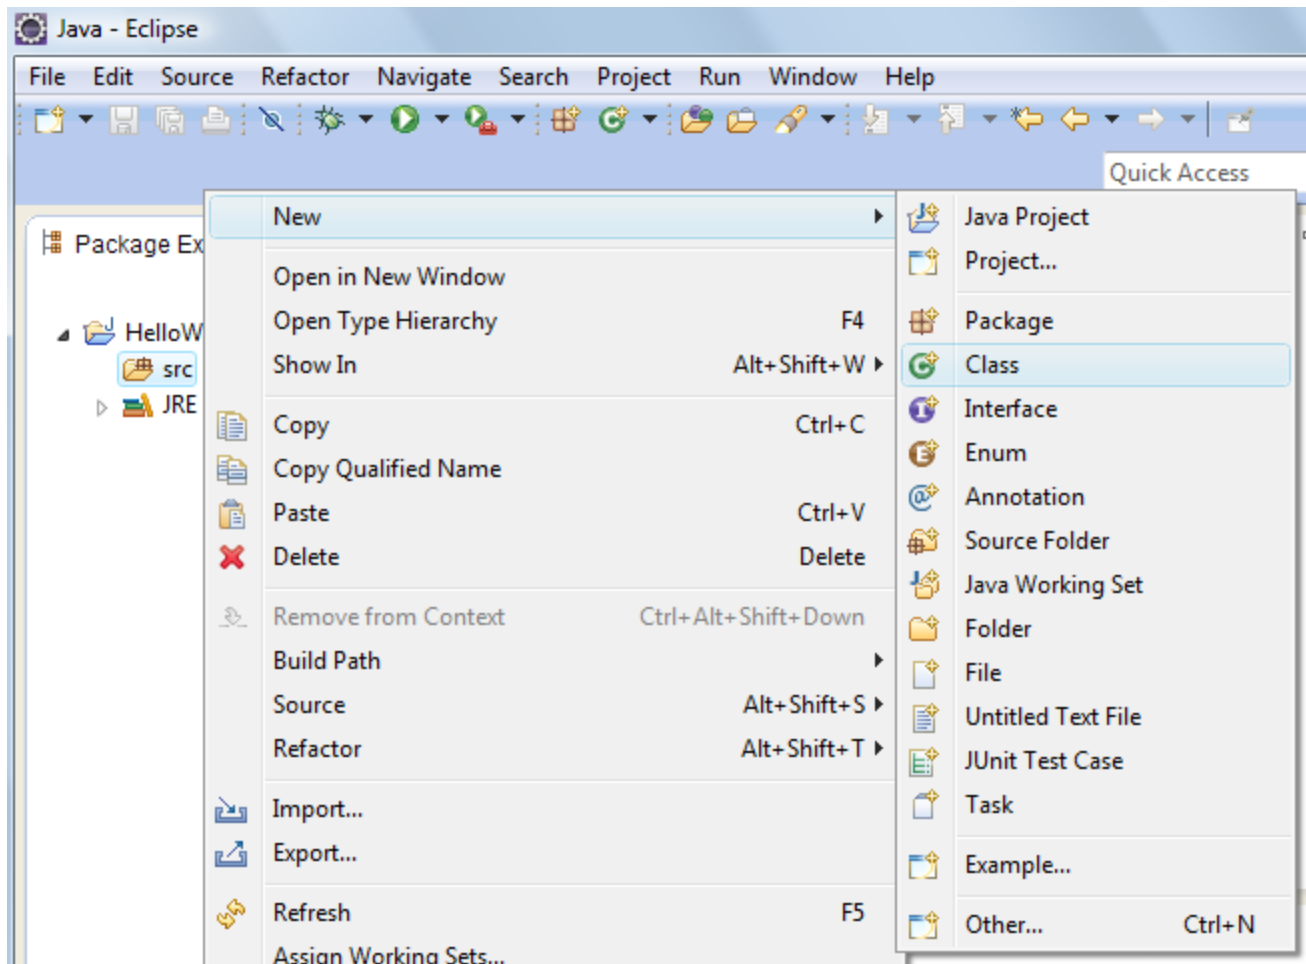 Java - Eclipse
File Edit Source Refactor Navigate Search Project Run Window Help
Quick Access
Package Ex
HelloW
src
JRE
New
Open in New Window
Open Type Hierarchy F4
Show In Alt+Shift+W
Copy Ctrl+C
Copy Qualified Name
Paste Ctrl+V
Delete Delete
Remove from Context Ctrl+Alt+Shift+Down
Build Path
Source Alt+Shift+S
Refactor Alt+Shift+T
Import...
Export...
Refresh F5
Assign Working Sets...
Java Project
Project...
Package
Class
Interface
Enum
Annotation
Source Folder
Java Working Set
Folder
File
Untitled Text File
JUnit Test Case
Task
Example...
Other... Ctrl+N